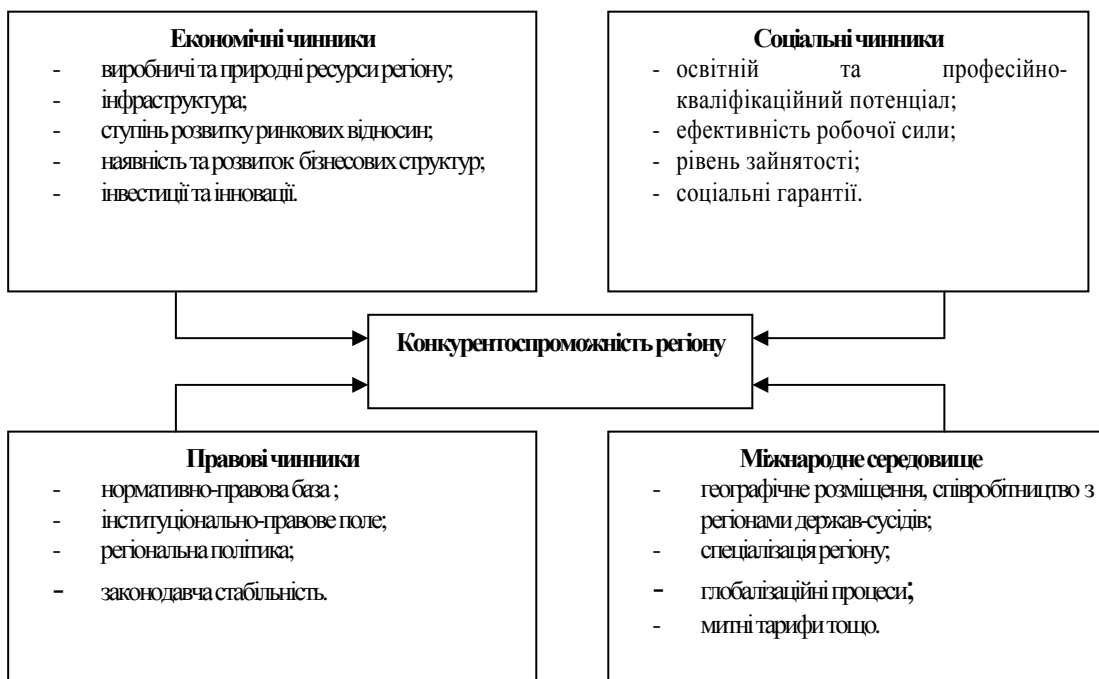 Економічні чинники
- виробничі та природні ресурси регіону;
- інфраструктура;
- ступінь розвитку ринкових відносин;
- наявність та розвиток бізнесових структур;
- інвестиції та інновації.
Соціальні чинники
- освітній та професійно-
кваліфікаційний потенціал;
- ефективність робочої сили;
- рівень зайнятості;
- соціальні гарантії.
Конкурентоспроможність регіону
Правові чинники
- нормативно-правова база ;
- інституціонально-правове поле;
- регіональна політика;
- законодавча стабільність.
Міжнародне середовище
- географічне розміщення, співробітництво з
регіонами держав-сусідів;
- спеціалізація регіону;
- глобалізаційні процеси;
- митні тарифи тощо.